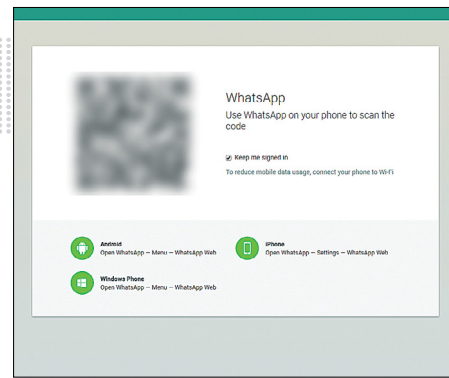 WhatsApp
Use WhatsApp on your phone to scan the
code
Keep me signed in
To reduce mobile data usage, connect your phone to Wi-Fi
Android
Open WhatsApp – Menu – WhatsApp Web
iPhone
Open WhatsApp – Settings – WhatsApp Web
Windows Phone
Open WhatsApp – Menu – WhatsApp Web